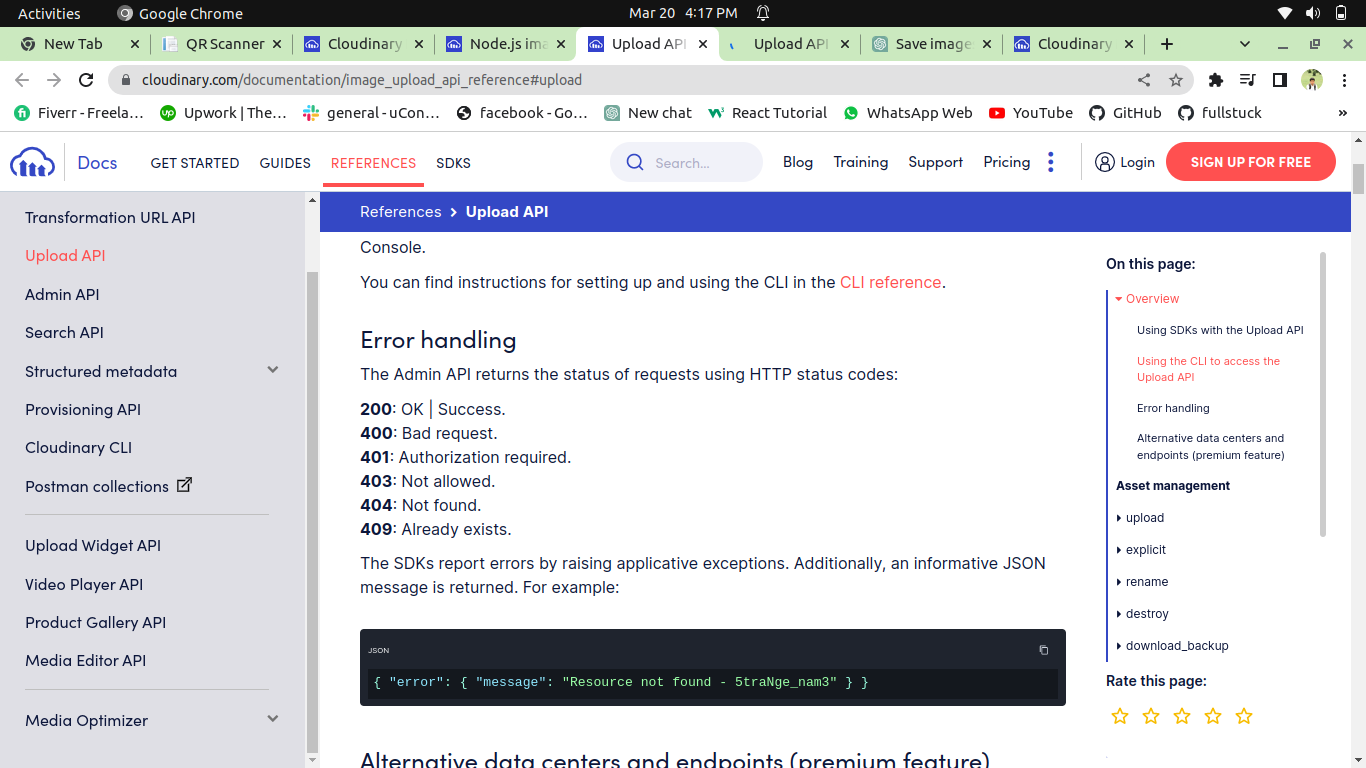 Activities Google Chrome Mar 20 4:17 PM
New Tab QR Scanner Cloudinary Node.js ima Upload API Upload API Save image Cloudinary
cloudinary.com/documentation/image_upload_api_reference#upload
Fiverr - Freela… Upwork | The… general - uCon… facebook - Go… New chat React Tutorial WhatsApp Web YouTube GitHub fullstuck »
Docs GET STARTED GUIDES REFERENCES SDKS Search... Blog Training Support Pricing Login SIGN UP FOR FREE
References > Upload API
Transformation URL API
Upload API
Admin API
Search API
Structured metadata
Provisioning API
Cloudinary CLI
Postman collections
Upload Widget API
Video Player API
Product Gallery API
Media Editor API
Media Optimizer
Console.
You can find instructions for setting up and using the CLI in the CLI reference.
Error handling
The Admin API returns the status of requests using HTTP status codes:
200: OK | Success.
400: Bad request.
401: Authorization required.
403: Not allowed.
404: Not found.
409: Already exists.
The SDKs report errors by raising applicative exceptions. Additionally, an informative JSON
message is returned. For example:
JSON
{ "error": { "message": "Resource not found - 5traNge_nam3" } }
Alternative data centers and endpoints (premium feature)
On this page:
Overview
Using SDKs with the Upload API
Using the CLI to access the
Upload API
Error handling
Alternative data centers and
endpoints (premium feature)
Asset management
upload
explicit
rename
destroy
download_backup
Rate this page: